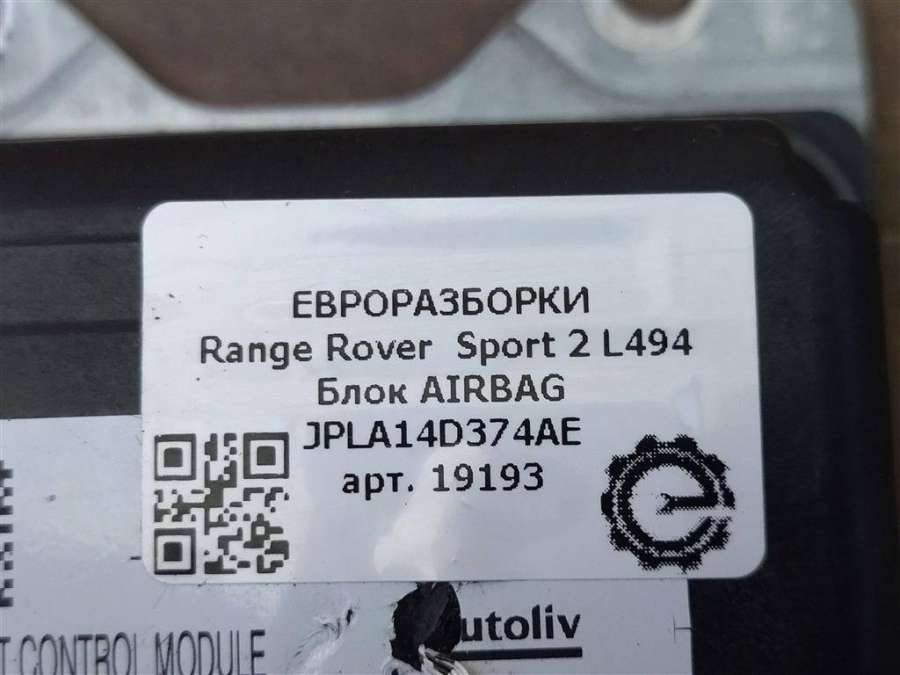 ЕВРОРАЗБОРКИ
Range Rover Sport 2 L494
Блок AIRBAG
JPLA14D374AE
арт. 19193
utoliv
T CONTROL MODULE